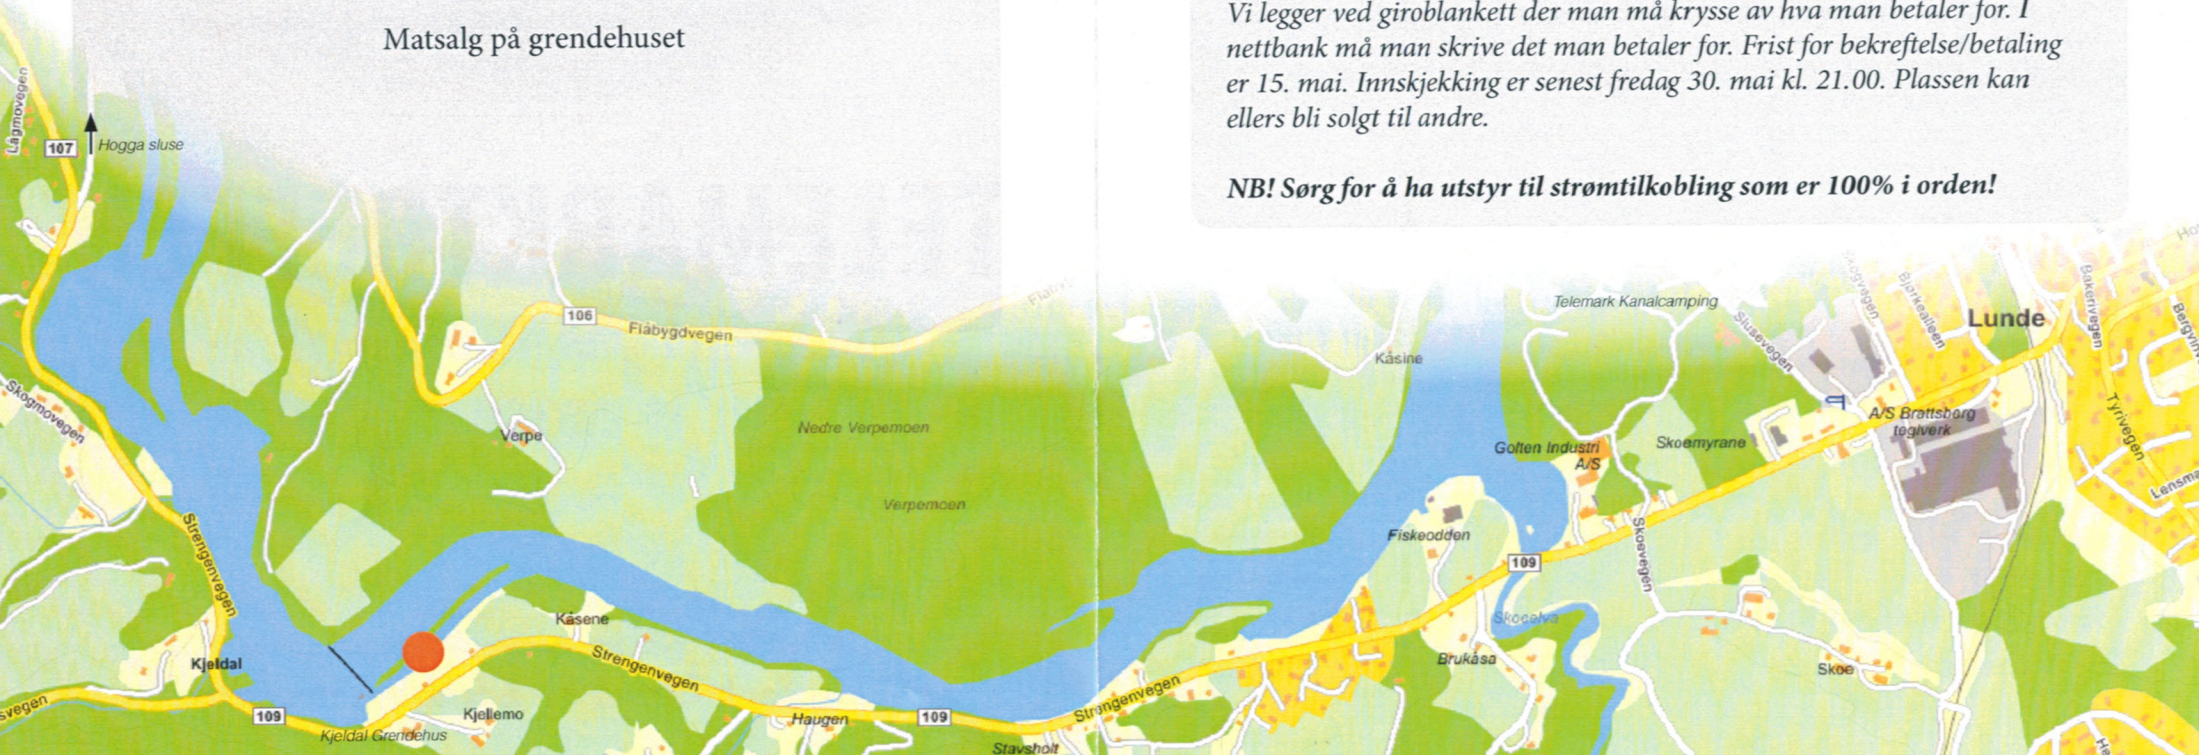 Matsalg på grendehuset
Vi legger ved giroblankett der man må krysse av hva man betaler for. I
nettbank må man skrive det man betaler for. Frist for bekreftelse/betaling
er 15. mai. Innskjekking er senest fredag 30. mai kl. 21.00. Plassen kan
ellers bli solgt til andre.
NB! Sørg for å ha utstyr til strømtilkobling som er 100% i orden!
Lågmovegen
107
Hogga sluse
106
Flåbygdvegen
Telemark Kanalcamping
Slusevegen
Bjørkealleen
Lunde
Bakerivegen
Kåsine
Skogmovegen
Verpe
Nedre Verpemoen
Verpemoen
Golten Industri
A/S
Skoemyrane
A/S Brattsberg
teglverk
Tyrivegen
Fiskeodden
109
Skoevegen
Strengenvegen
Skoeelva
Kåsene
Strengenvegen
Kjeldal
Brukåsa
Skoe
Strengenvegen
109
Kjellemo
Kjeldal Grendehus
Haugen
109
Stavsholt